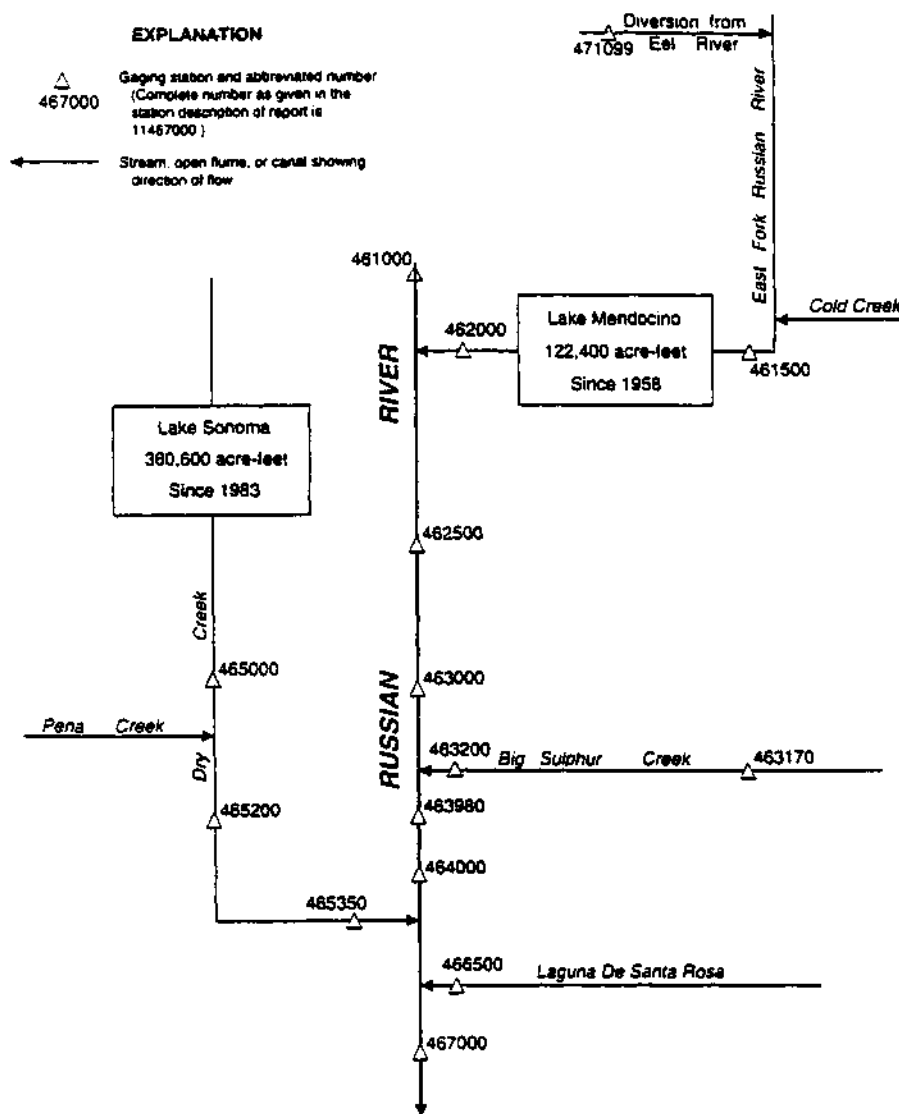 EXPLANATION
467000
Gaging station and abbreviated number
(Complete number as given in the
station description of report is
11467000 )
Stream, open flume, or canal showing
direction of flow
Diversion from
Eel River
471099
East Fork Russian River
Cold Creek
461500
Lake Mendocino
122,400 acre-feet
Since 1958
462000
461000
RUSSIAN RIVER
462500
463000
463200
Big Sulphur Creek
463170
463980
464000
Lake Sonoma
380,600 acre-feet
Since 1983
Dry Creek
465000
Pena Creek
465200
465350
466500
Laguna De Santa Rosa
467000